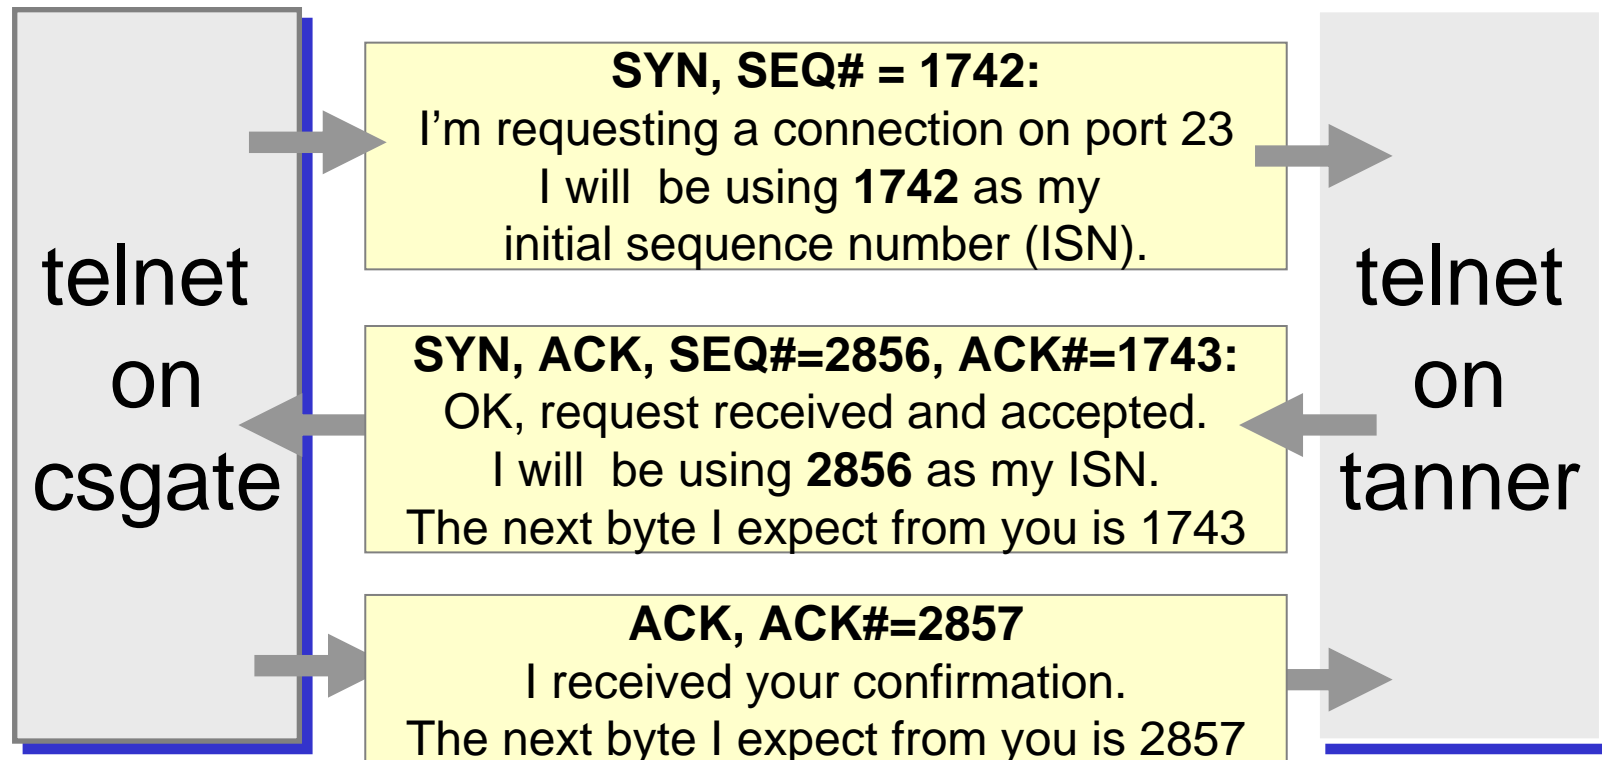 telnet
on
csgate
SYN, SEQ# = 1742:
I’m requesting a connection on port 23
I will  be using 1742 as my
initial sequence number (ISN).
SYN, ACK, SEQ#=2856, ACK#=1743:
OK, request received and accepted.
I will  be using 2856 as my ISN.
The next byte I expect from you is 1743
ACK, ACK#=2857
I received your confirmation.
The next byte I expect from you is 2857
telnet
on
tanner